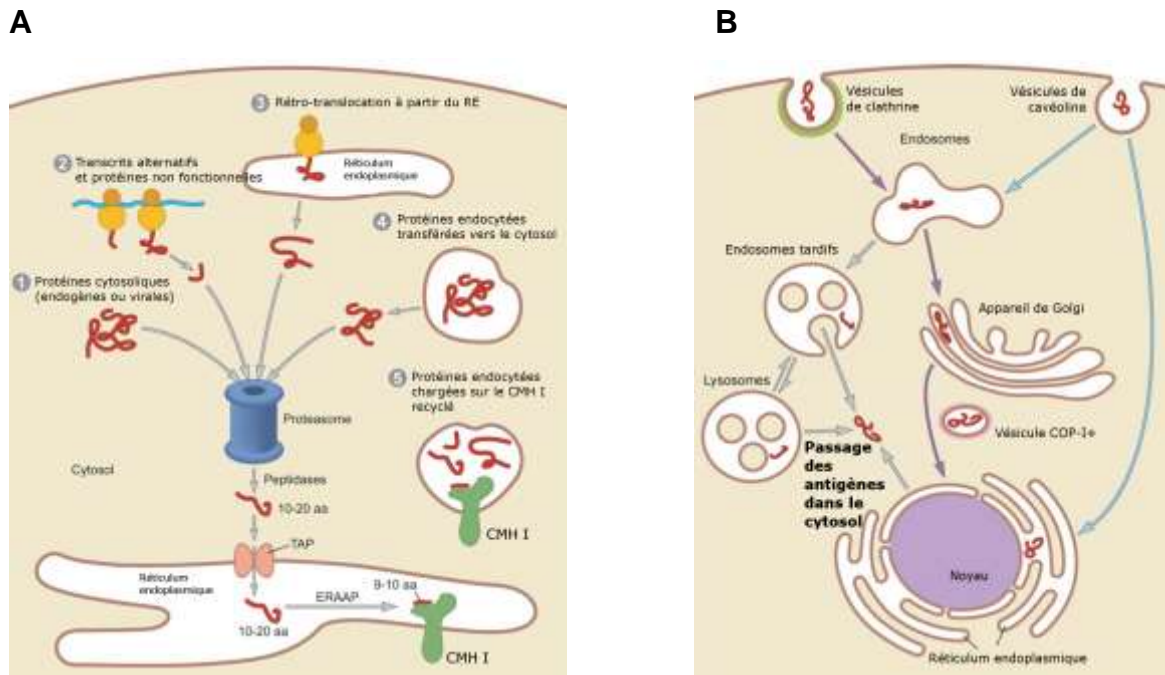 A
B
3 Rétro-translocation à partir du RE
2 Transcrits alternatifs
et protéines non fonctionnelles
Réticulum
endoplasmique
4 Protéines endocytées
transférées vers le cytosol
1 Protéines cytosoliques
(endogènes ou virales)
5 Protéines endocytées
chargées sur le CMH I
recyclé
Proteasome
Cytosol
Peptidases
10-20 aa
CMH I
TAP
Réticulum
endoplasmique
ERAAP
9-10 aa
10-20 aa
CMH I
Vésicules
de clathrine
Vésicules de
cavéoline
Endosomes
Endosomes tardifs
Appareil de Golgi
Lysosomes
Vésicule COP-I+
Passage
des
antigènes
dans le
cytosol
Noyau
Réticulum endoplasmique